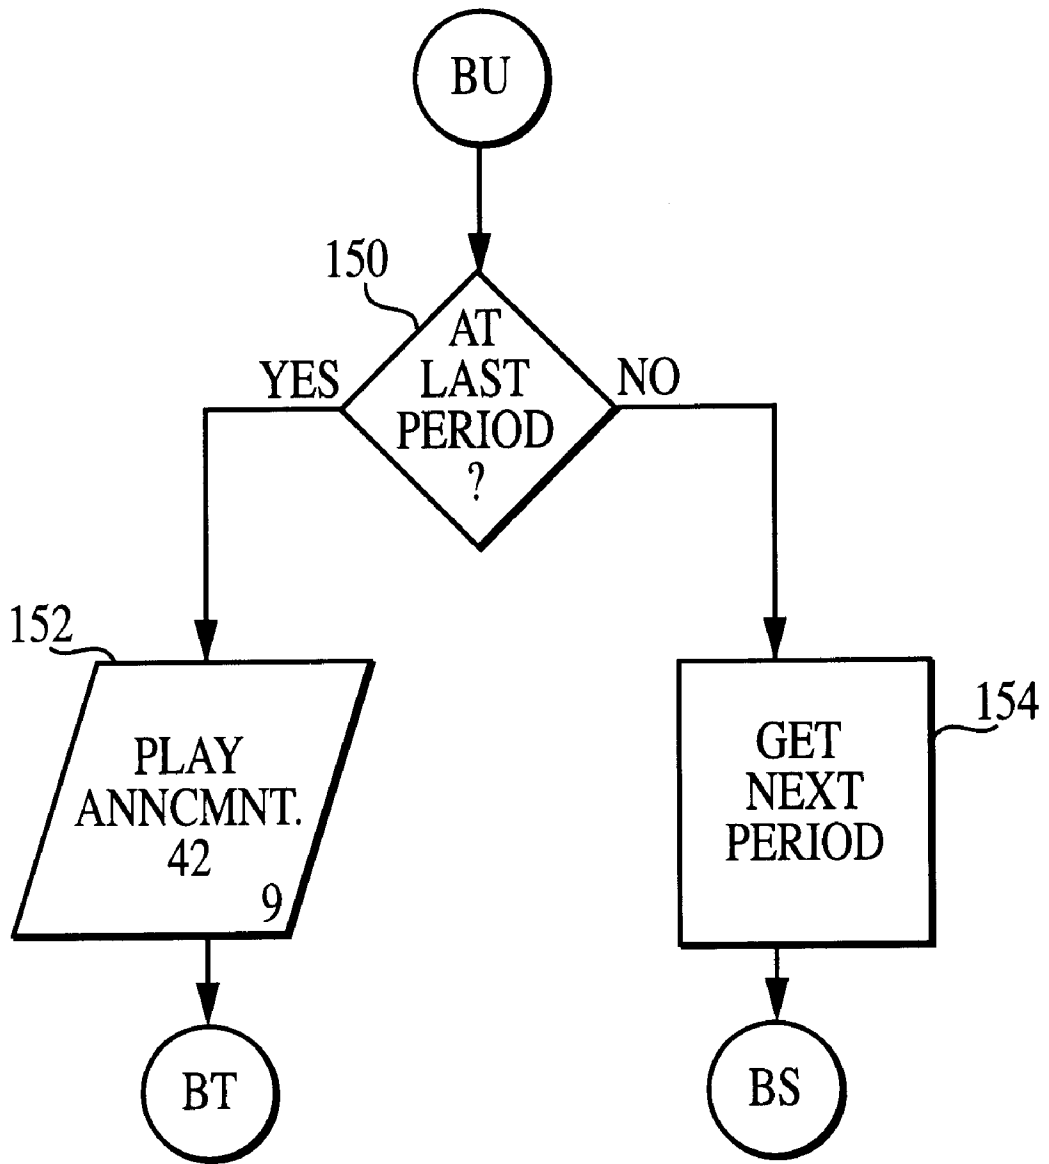 BU
150
AT
LAST
PERIOD
?
YES
NO
152
PLAY
ANNCMNT.
42
9
154
GET
NEXT
PERIOD
BT
BS